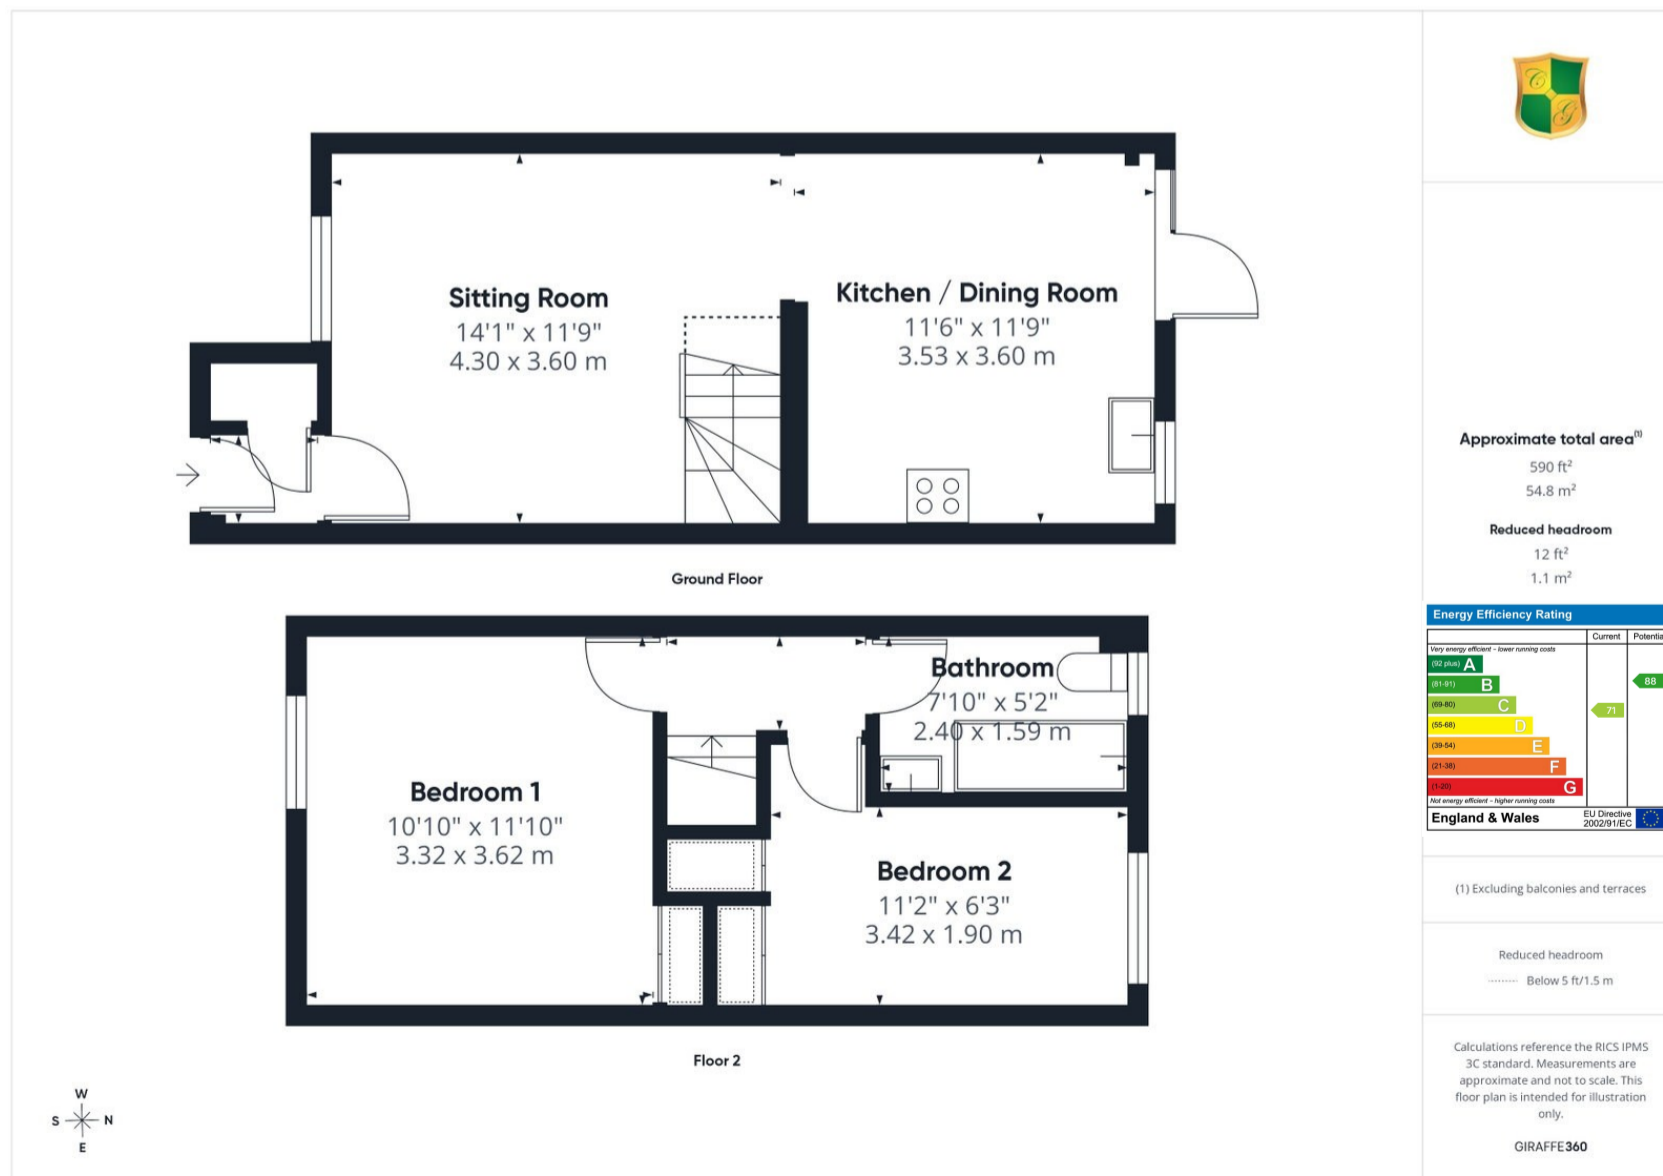 Sitting Room
14'1" x 11'9"
4.30 x 3.60 m
Kitchen / Dining Room
11'6" x 11'9"
3.53 x 3.60 m
Ground Floor
Bedroom 1
10'10" x 11'10"
3.32 x 3.62 m
Bathroom
7'10" x 5'2"
2.40 x 1.59 m
Bedroom 2
11'2" x 6'3"
3.42 x 1.90 m
Floor 2
W
S N
E
C
G
Approximate total area(1)
590 ft²
54.8 m²
Reduced headroom
12 ft²
1.1 m²
Energy Efficiency Rating
Current Potentia
Very energy efficient - lower running costs
(92 plus) A
(81-91) B
88
(69-80) C
71
(55-68) D
(39-54) E
(21-38) F
(1-20) G
Not energy efficient - higher running costs
England & Wales
EU Directive
2002/91/EC
(1) Excluding balconies and terraces
Reduced headroom
Below 5 ft/1.5 m
Calculations reference the RICS IPMS
3C standard. Measurements are
approximate and not to scale. This
floor plan is intended for illustration
only.
GIRAFFE360